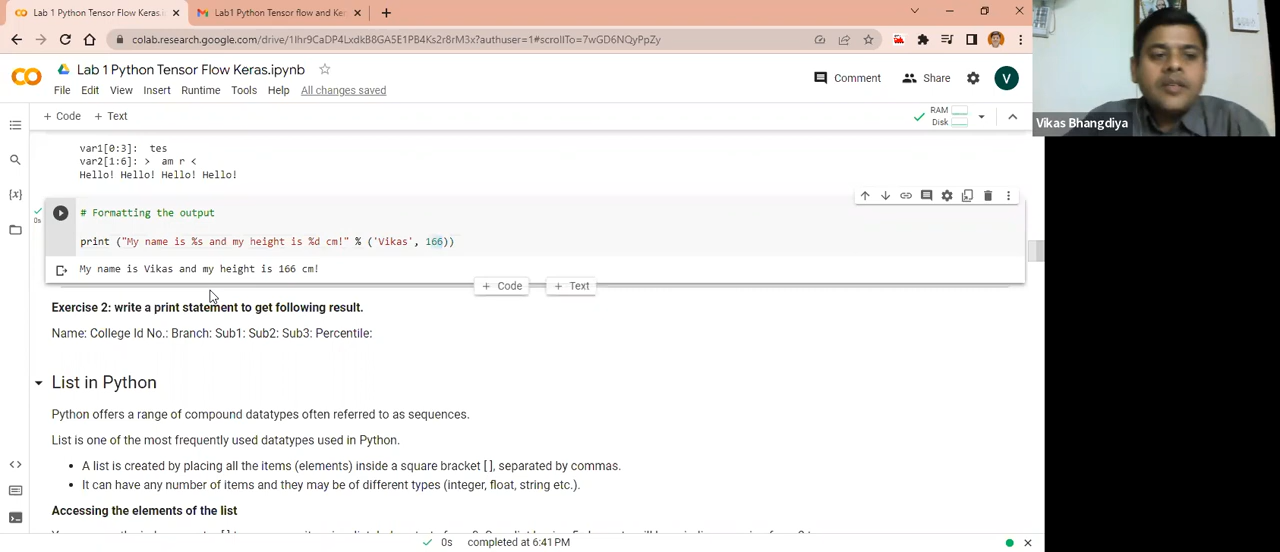 Lab 1 Python Tensor Flow Keras.i
Lab1 Python Tensor flow and Ker
colab.research.google.com/drive/1Ihr9CaDP4LxdkB8GA5E1PB4Ks2r8rM3x?authuser=1#scrollTo=7wGD6NQyPpZy
Lab 1 Python Tensor Flow Keras.ipynb
Comment
Share
V
File Edit View Insert Runtime Tools Help All changes saved
+ Code + Text
RAM
Disk
Vikas Bhangdiya
var1[0:3]: tes
var2[1:6]: > am r <
Hello! Hello! Hello! Hello!
0s
# Formatting the output
print ("My name is %s and my height is %d cm!" % ('Vikas', 166))
My name is Vikas and my height is 166 cm!
+ Code + Text
Exercise 2: write a print statement to get following result.
Name: College Id No.: Branch: Sub1: Sub2: Sub3: Percentile:
List in Python
Python offers a range of compound datatypes often referred to as sequences.
List is one of the most frequently used datatypes used in Python.
• A list is created by placing all the items (elements) inside a square bracket [ ], separated by commas.
• It can have any number of items and they may be of different types (integer, float, string etc.).
Accessing the elements of the list
0s completed at 6:41 PM